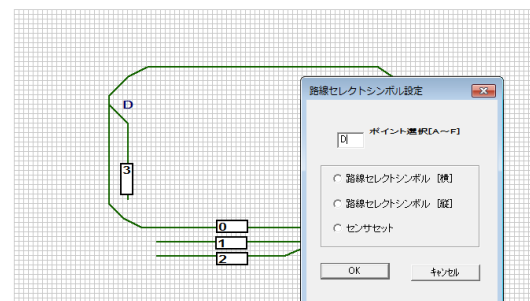 D
3
0
1
2
路線セレクトシンボル設定
D
ポイント選択[A～F]
路線セレクトシンボル [横]
路線セレクトシンボル [縦]
センサセット
OK
キャンセル